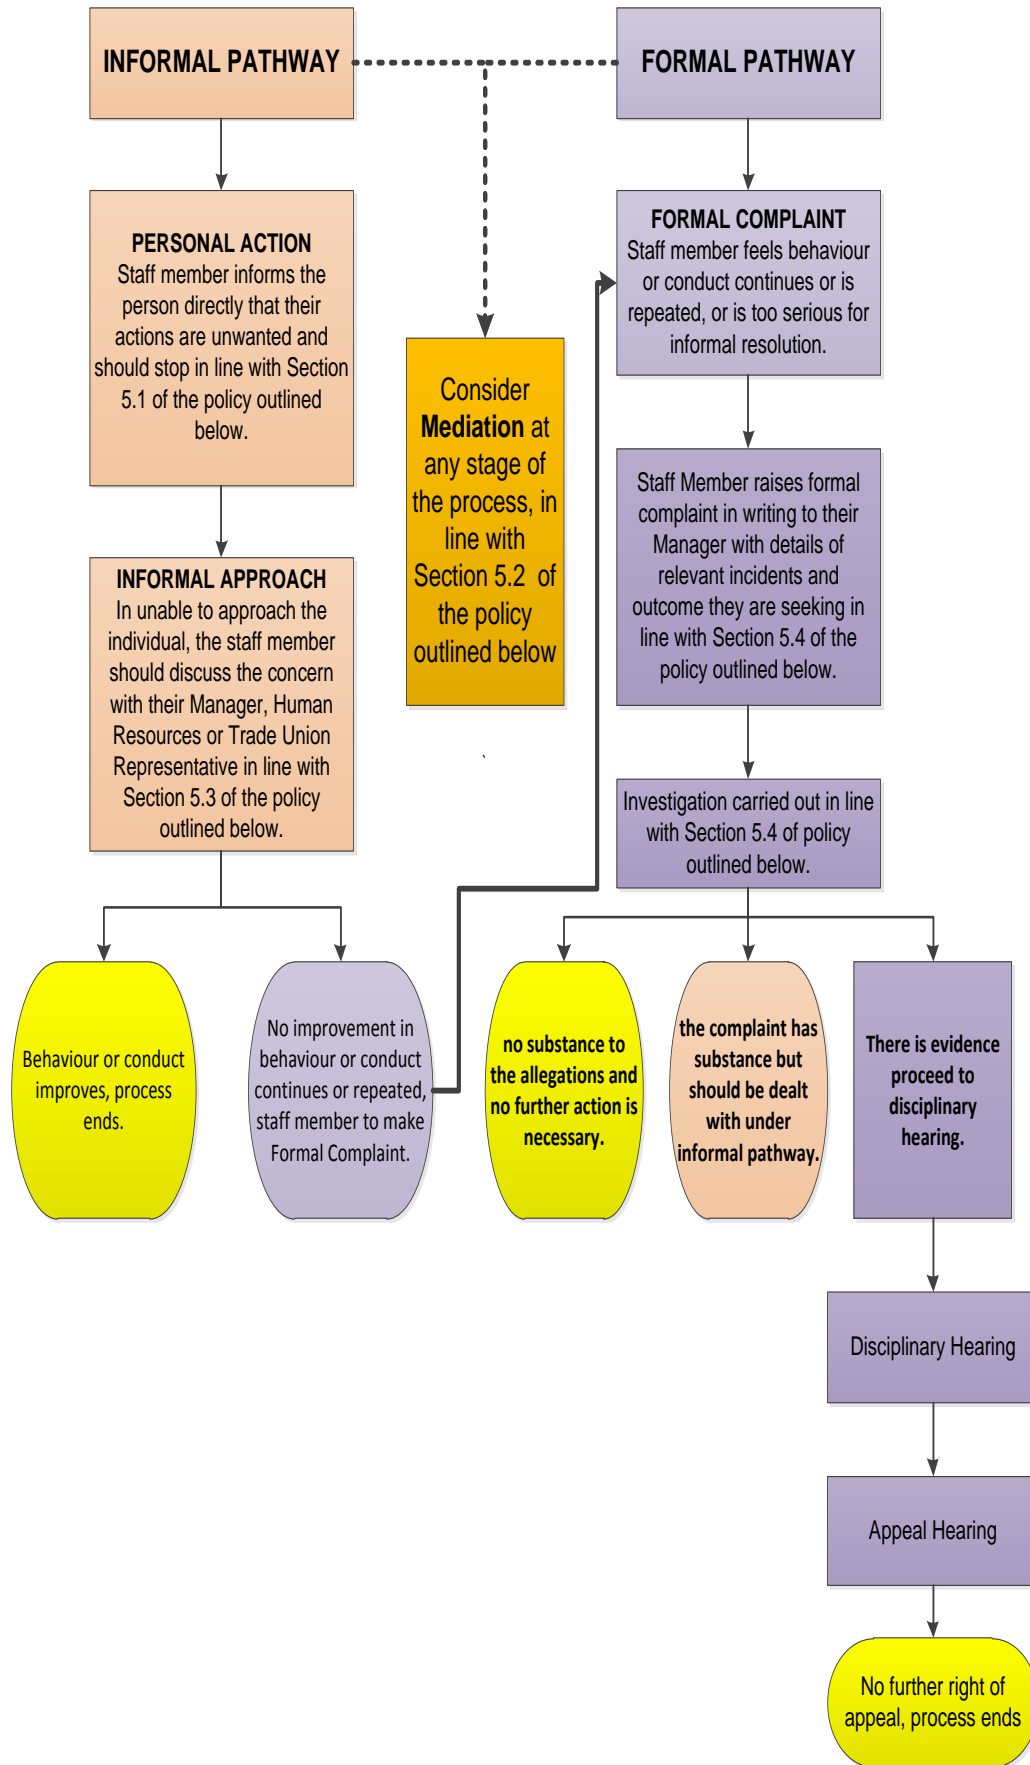 INFORMAL PATHWAY
FORMAL PATHWAY
PERSONAL ACTION
Staff member informs the
person directly that their
actions are unwanted and
should stop in line with Section
5.1 of the policy outlined
below.
INFORMAL APPROACH
In unable to approach the
individual, the staff member
should discuss the concern
with their Manager, Human
Resources or Trade Union
Representative in line with
Section 5.3 of the policy
outlined below.
Behaviour or conduct
improves, process
ends.
No improvement in
behaviour or conduct
continues or repeated,
staff member to make
Formal Complaint.
Consider
Mediation at
any stage of
the process, in
line with
Section 5.2 of
the policy
outlined below
`
FORMAL COMPLAINT
Staff member feels behaviour
or conduct continues or is
repeated, or is too serious for
informal resolution.
Staff Member raises formal
complaint in writing to their
Manager with details of
relevant incidents and
outcome they are seeking in
line with Section 5.4 of the
policy outlined below.
Investigation carried out in line
with Section 5.4 of policy
outlined below.
no substance to
the allegations and
no further action is
necessary.
the complaint has
substance but
should be dealt
with under
informal pathway.
There is evidence
proceed to
disciplinary
hearing.
Disciplinary Hearing
Appeal Hearing
No further right of
appeal, process ends